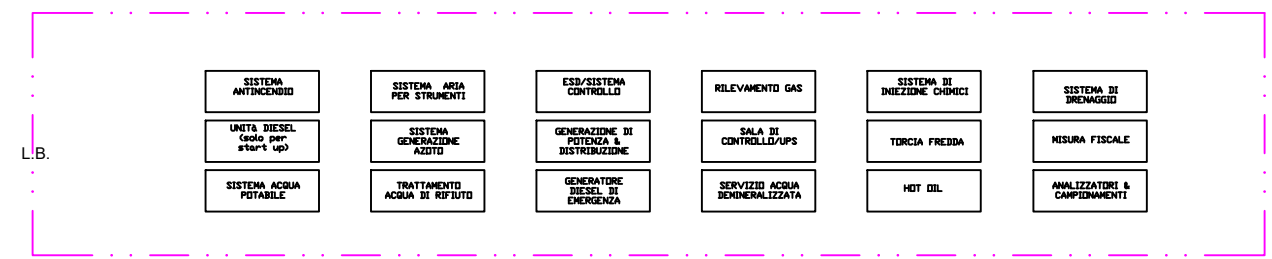 SISTEMA
ANTINCENDIO
SISTEMA ARIA
PER STRUMENTI
ESD/SISTEMA
CONTROLLO
RILEVAMENTO GAS
SISTEMA DI
INIEZIONE CHIMICI
SISTEMA DI
DRENAGGIO
UNITà DIESEL
(solo per
start up)
SISTEMA
GENERAZIONE
AZOTO
GENERAZIONE DI
POTENZA &
DISTRIBUZIONE
SALA DI
CONTROLLO/UPS
TORCIA FREDDA
MISURA FISCALE
L.B.
SISTEMA ACQUA
POTABILE
TRATTAMENTO
ACQUA DI RIFIUTO
GENERATORE
DIESEL DI
EMERGENZA
SERVIZIO ACQUA
DEMINERALIZZATA
HOT OIL
ANALIZZATORI &
CAMPIONAMENTI